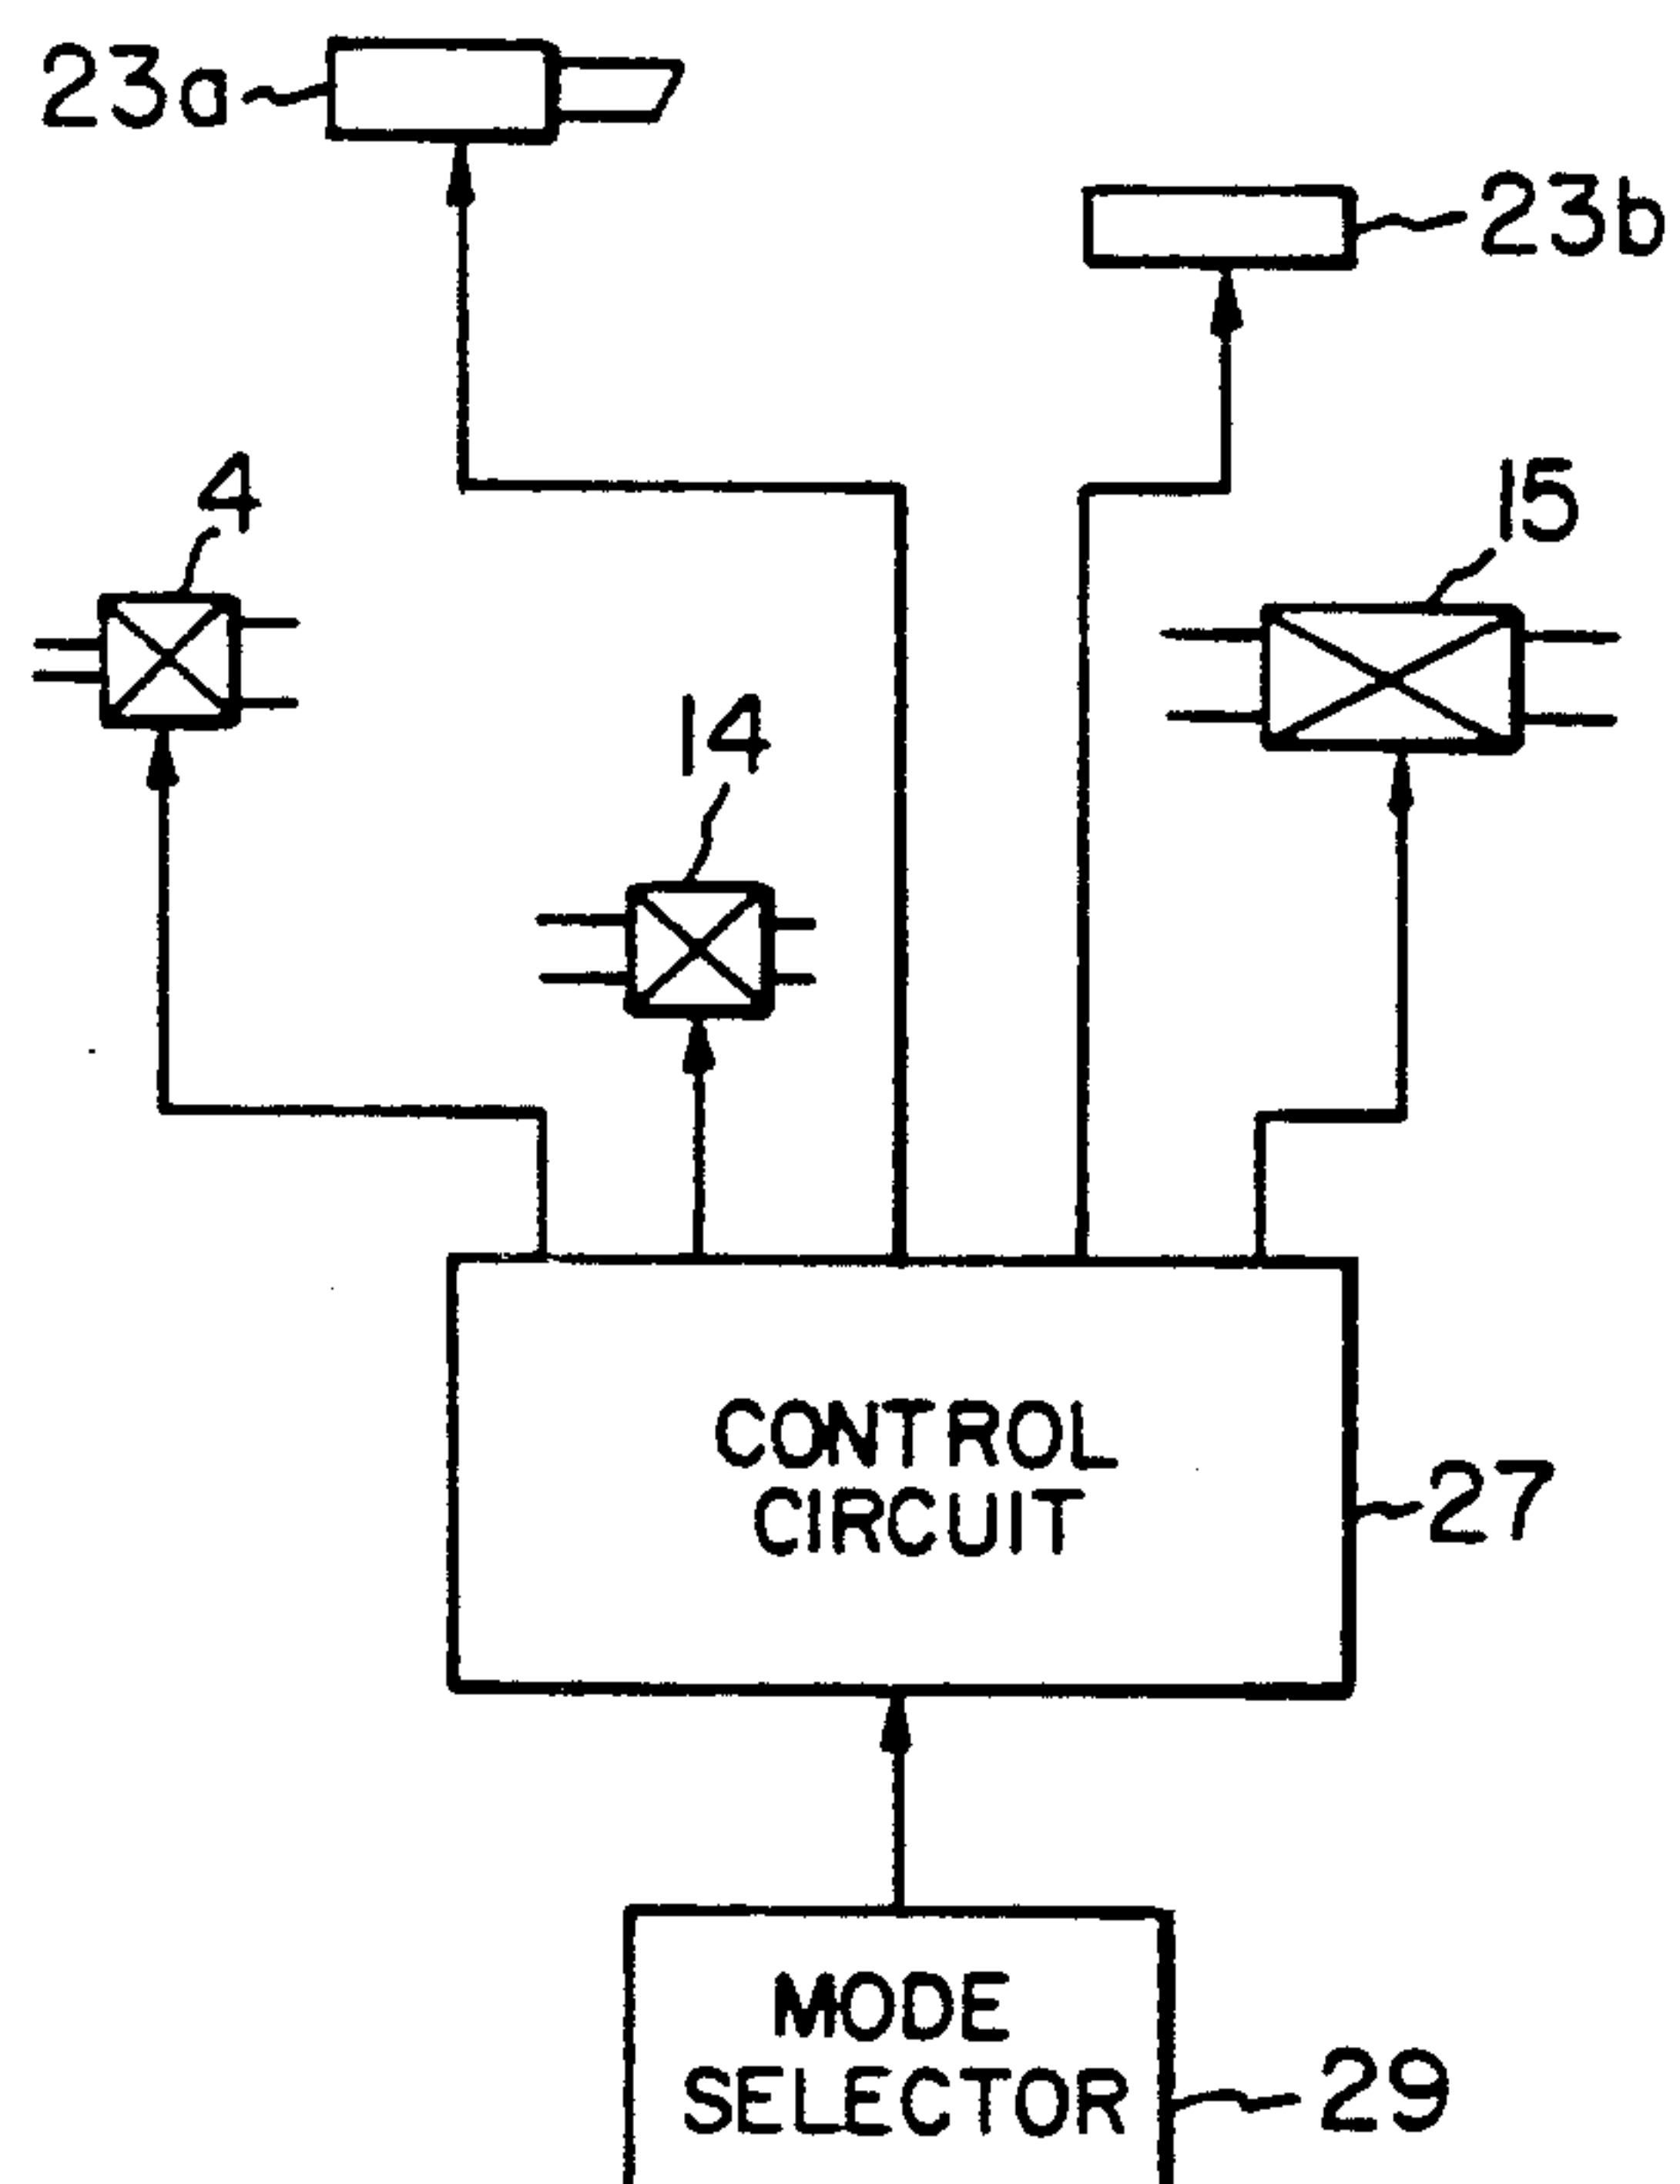 23a
23b
4
15
14
CONTROL
CIRCUIT
27
MODE
SELECTOR
29